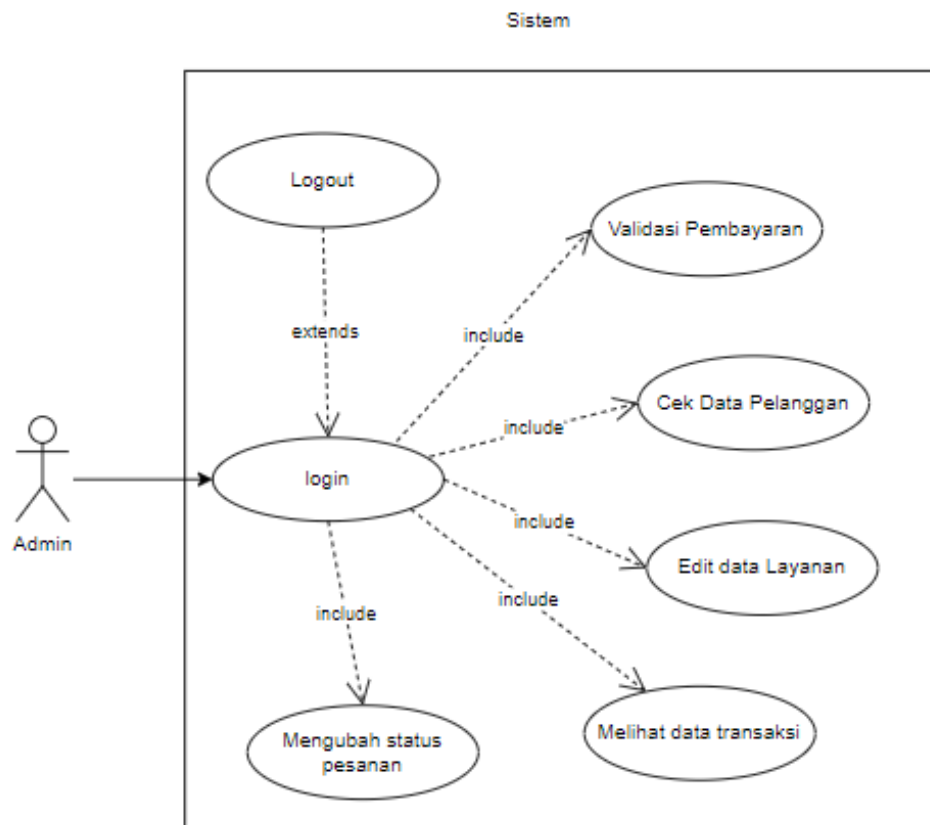 Sistem
Logout
Validasi Pembayaran
extends
include
Cek Data Pelanggan
include
login
include
Admin
Edit data Layanan
include
include
Mengubah status
pesanan
Melihat data transaksi